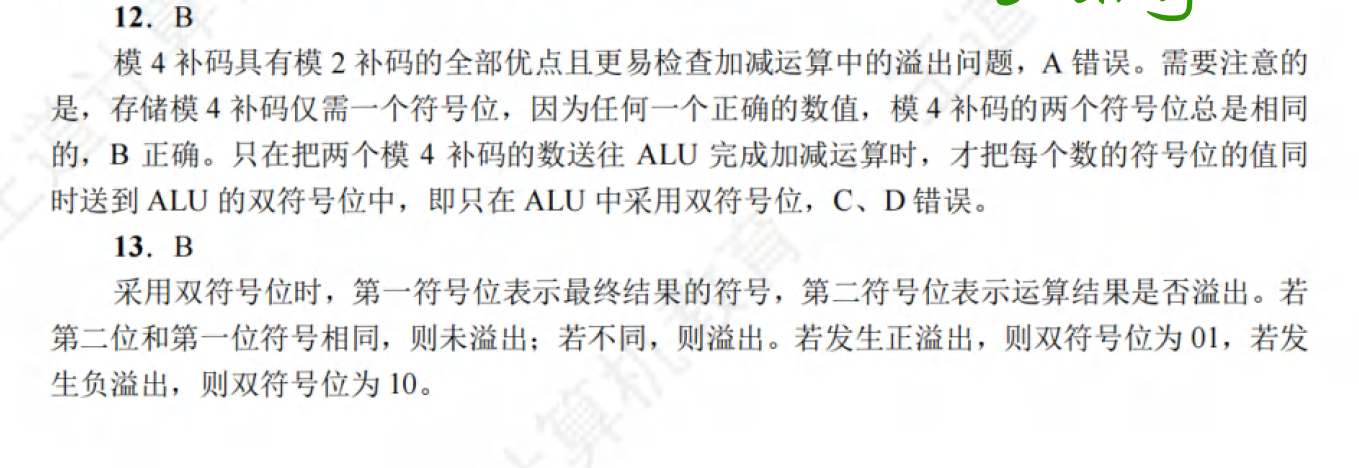 12．B
模 4 补码具有模 2 补码的全部优点且更易检查加减运算中的溢出问题，A 错误。需要注意的
是，存储模 4 补码仅需一个符号位，因为任何一个正确的数值，模 4 补码的两个符号位总是相同
的，B 正确。只在把两个模 4 补码的数送往 ALU 完成加减运算时，才把每个数的符号位的值同
时送到 ALU 的双符号位中，即只在 ALU 中采用双符号位，C、D 错误。
13．B
采用双符号位时，第一符号位表示最终结果的符号，第二符号位表示运算结果是否溢出。若
第二位和第一位符号相同，则未溢出；若不同，则溢出。若发生正溢出，则双符号位为 01，若发
生负溢出，则双符号位为 10。